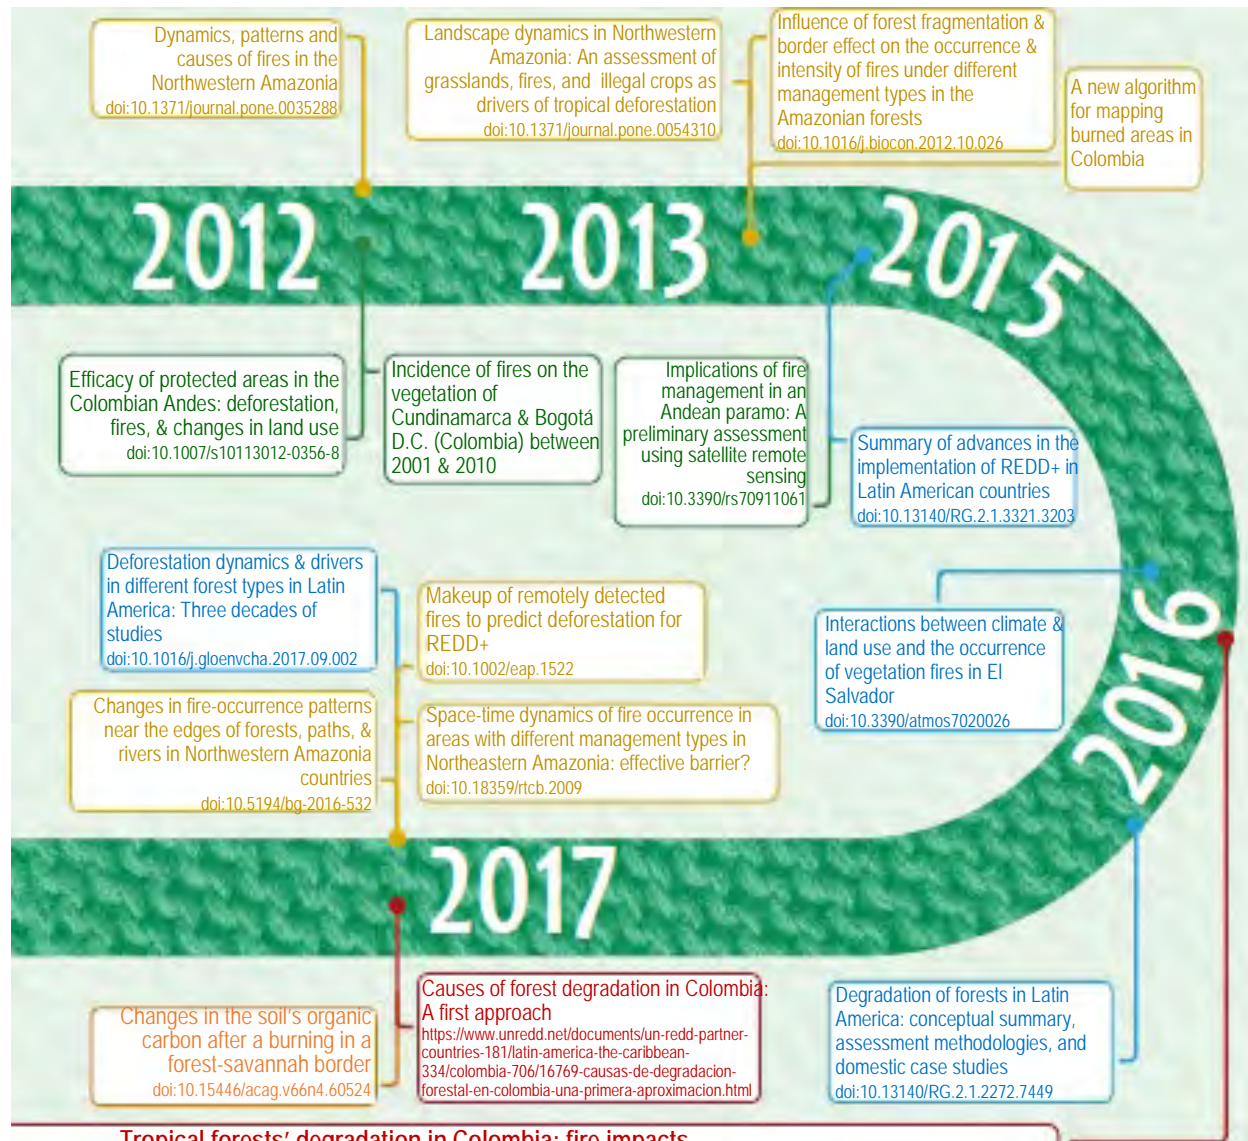 Dynamics, patterns and
causes of fires in the
Northwestern Amazonia
doi:10.1371/journal.pone.0035288
Landscape dynamics in Northwestern
Amazonia: An assessment of
grasslands, fires, and illegal crops as
drivers of tropical deforestation
doi:10.1371/journal.pone.0054310
Influence of forest fragmentation &
border effect on the occurrence &
intensity of fires under different
management types in the
Amazonian forests
doi:10.1016/j.biocon.2012.10.026
A new algorithm
for mapping
burned areas in
Colombia
2012
2013
2015
Efficacy of protected areas in the
Colombian Andes: deforestation,
fires, & changes in land use
doi:10.1007/s10113012-0356-8
Incidence of fires on the
vegetation of
Cundinamarca & Bogotá
D.C. (Colombia) between
2001 & 2010
Implications of fire
management in an
Andean paramo: A
preliminary assessment
using satellite remote
sensing
doi:10.3390/rs70911061
Summary of advances in the
implementation of REDD+ in
Latin American countries
doi:10.13140/RG.2.1.3321.3203
Deforestation dynamics & drivers
in different forest types in Latin
America: Three decades of
studies
doi:10.1016/j.gloenvcha.2017.09.002
Makeup of remotely detected
fires to predict deforestation for
REDD+
doi:10.1002/eap.1522
Interactions between climate &
land use and the occurrence
of vegetation fires in El
Salvador
doi:10.3390/atmos7020026
2016
Changes in fire-occurrence patterns
near the edges of forests, paths, &
rivers in Northwestern Amazonia
countries
doi:10.5194/bg-2016-532
Space-time dynamics of fire occurrence in
areas with different management types in
Northeastern Amazonia: effective barrier?
doi:10.18359/rtcb.2009
2017
Changes in the soil's organic
carbon after a burning in a
forest-savannah border
doi:10.15446/acag.v66n4.60524
Causes of forest degradation in Colombia:
A first approach
https://www.unredd.net/documents/un-redd-partner-
countries-181/latin-america-the-caribbean-
334/colombia-706/16769-causas-de-degradacion-
forestal-en-colombia-una-primera-aproximacion.html
Degradation of forests in Latin
America: conceptual summary,
assessment methodologies, and
domestic case studies
doi:10.13140/RG.2.1.2272.7449
Tropical forests' degradation in Colombia: fire impacts